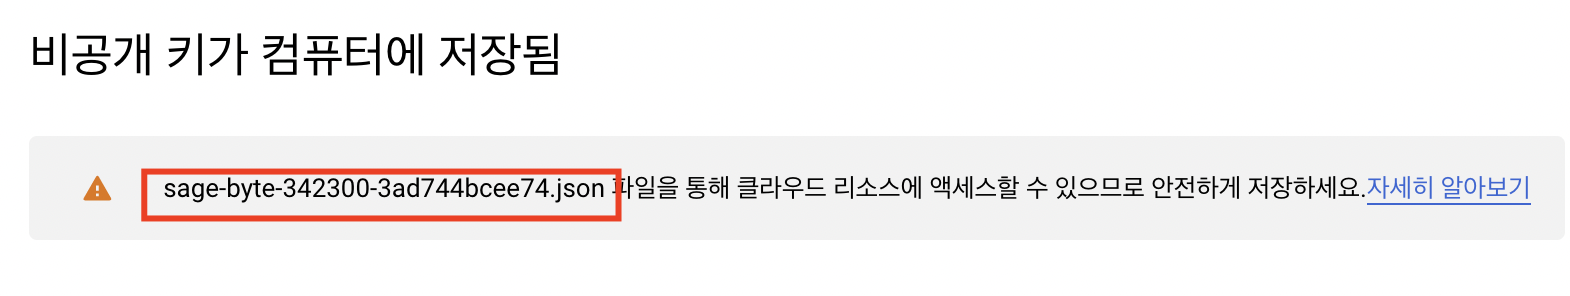 비공개 키가 컴퓨터에 저장됨
sage-byte-342300-3ad744bcee74.json 파일을 통해 클라우드 리소스에 액세스할 수 있으므로 안전하게 저장하세요.자세히 알아보기